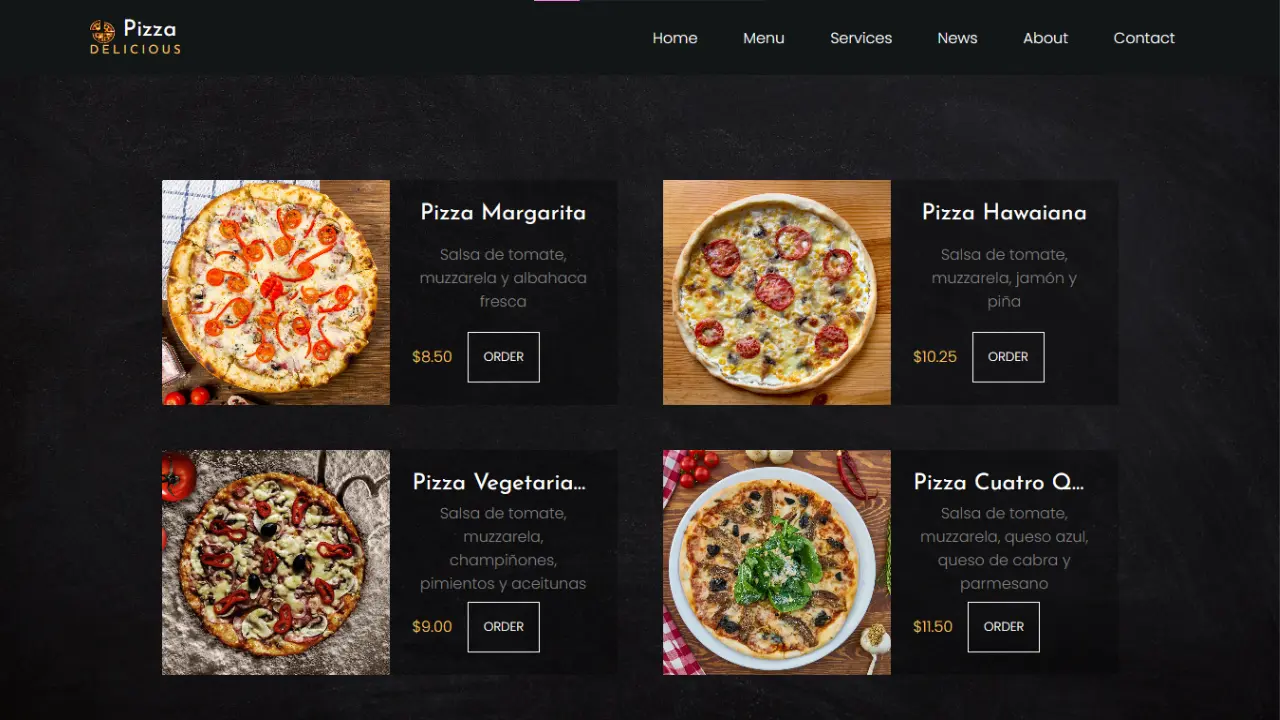 Pizza
DELICIOUS
Home Menu Services News About Contact
Pizza Margarita
Salsa de tomate,
muzzarela y albahaca
fresca
$8.50 ORDER
Pizza Hawaiana
Salsa de tomate,
muzzarela, jamón y
piña
$10.25 ORDER
Pizza Vegetaria...
Salsa de tomate,
muzzarela,
champiñones,
pimientos y aceitunas
$9.00 ORDER
Pizza Cuatro Q...
Salsa de tomate,
muzzarela, queso azul,
queso de cabra y
parmesano
$11.50 ORDER